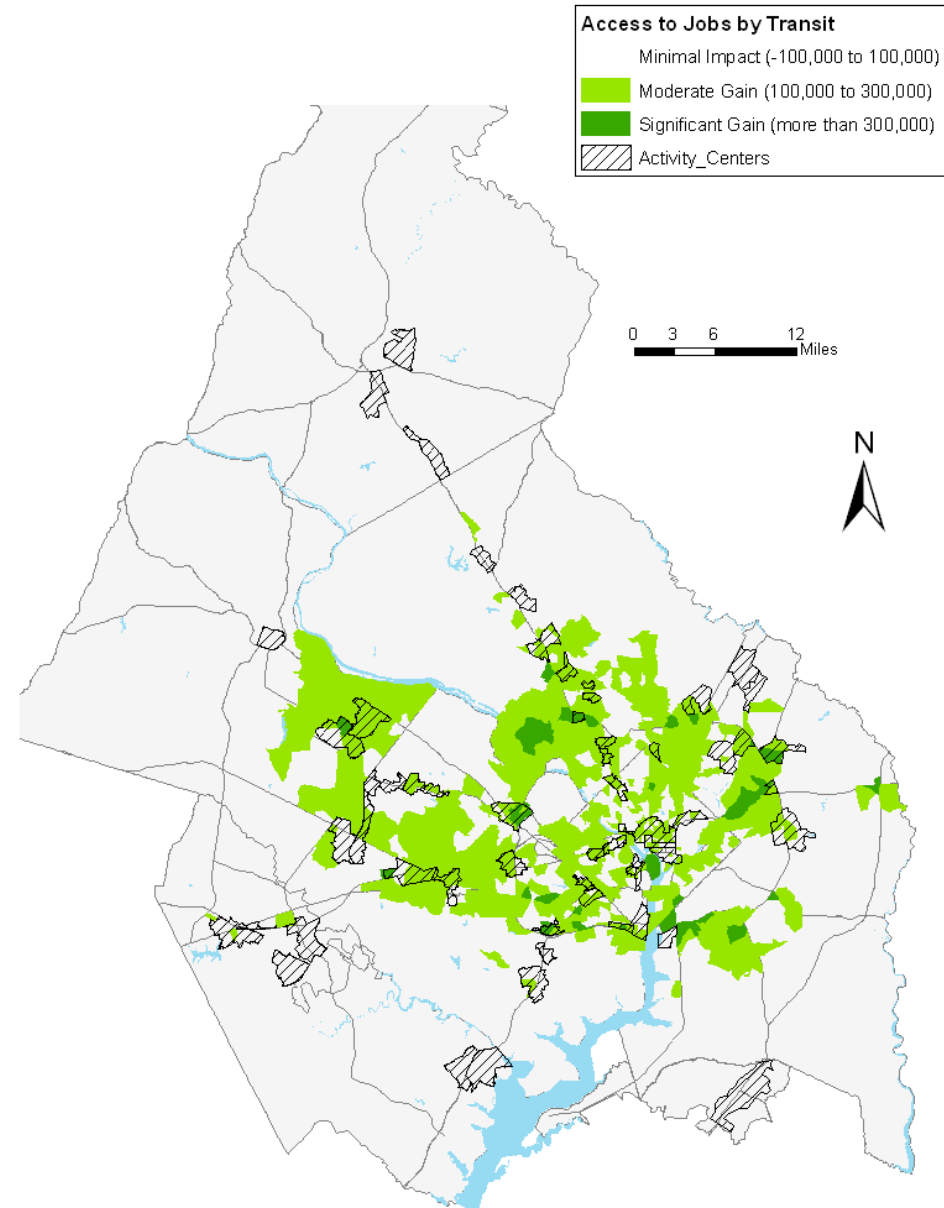 Access to Jobs by Transit
Minimal Impact (-100,000 to 100,000)
Moderate Gain (100,000 to 300,000)
Significant Gain (more than 300,000)
Activity_Centers
0 3 6 12
Miles
N